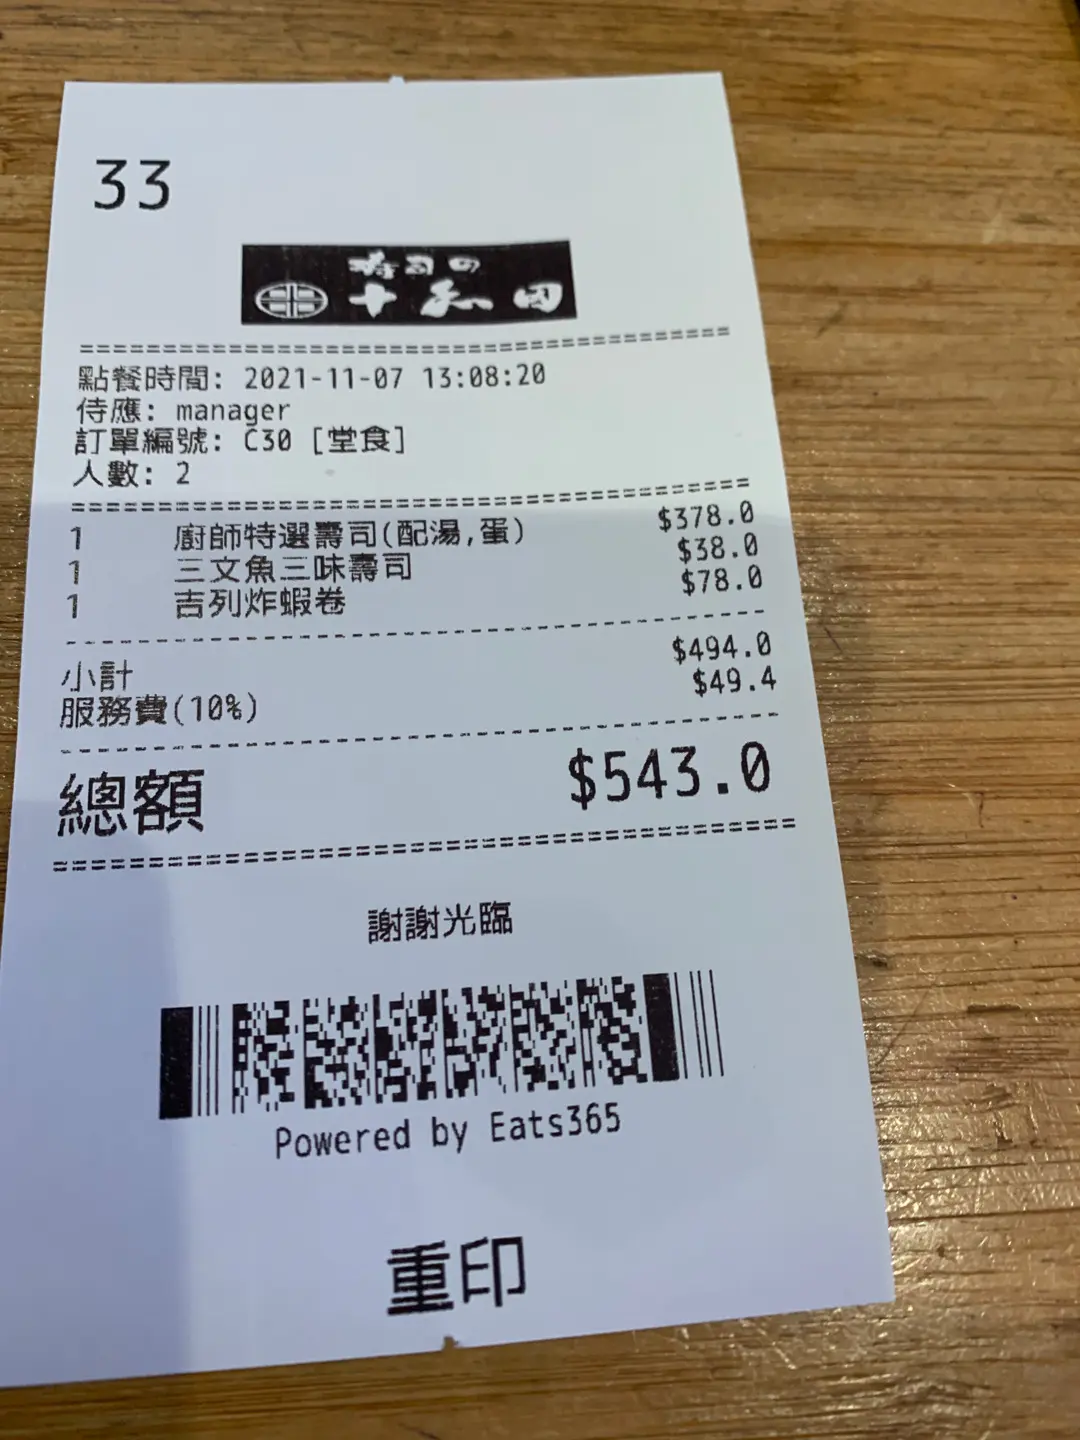 33
寿司の
十和田
========================================
點餐時間: 2021-11-07 13:08:20
侍應: manager
訂單編號: C30 [堂食]
人數: 2
========================================
1 廚師特選壽司(配湯,蛋) $378.0
1 三文魚三味壽司 $38.0
1 吉列炸蝦卷 $78.0
----------------------------------------
小計 $494.0
服務費(10%) $49.4
----------------------------------------
總額 $543.0
========================================
謝謝光臨
Powered by Eats365
重印